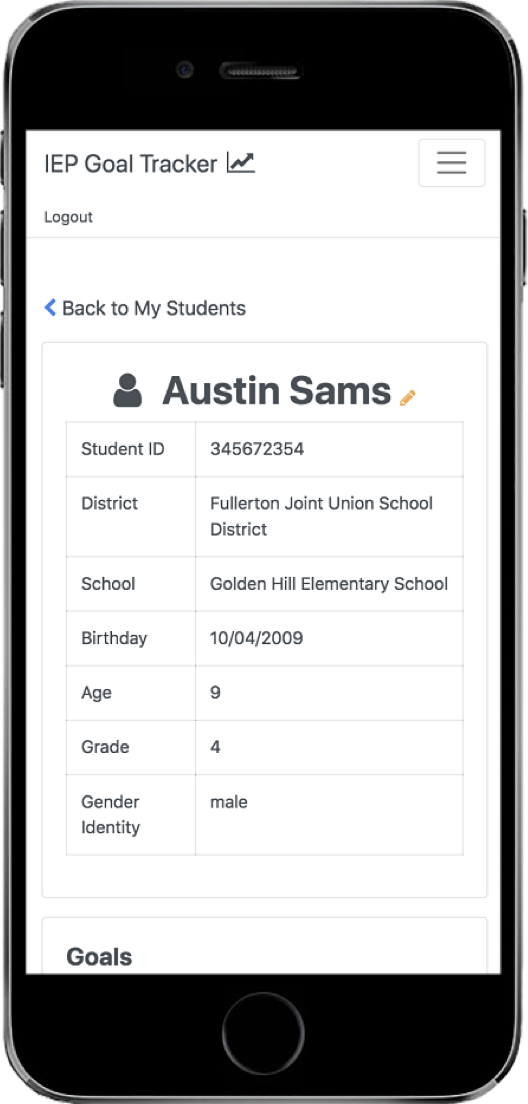 IEP Goal Tracker
Logout
Back to My Students
Austin Sams
Student ID 345672354
District Fullerton Joint Union School
District
School Golden Hill Elementary School
Birthday 10/04/2009
Age 9
Grade 4
Gender male
Identity
Goals